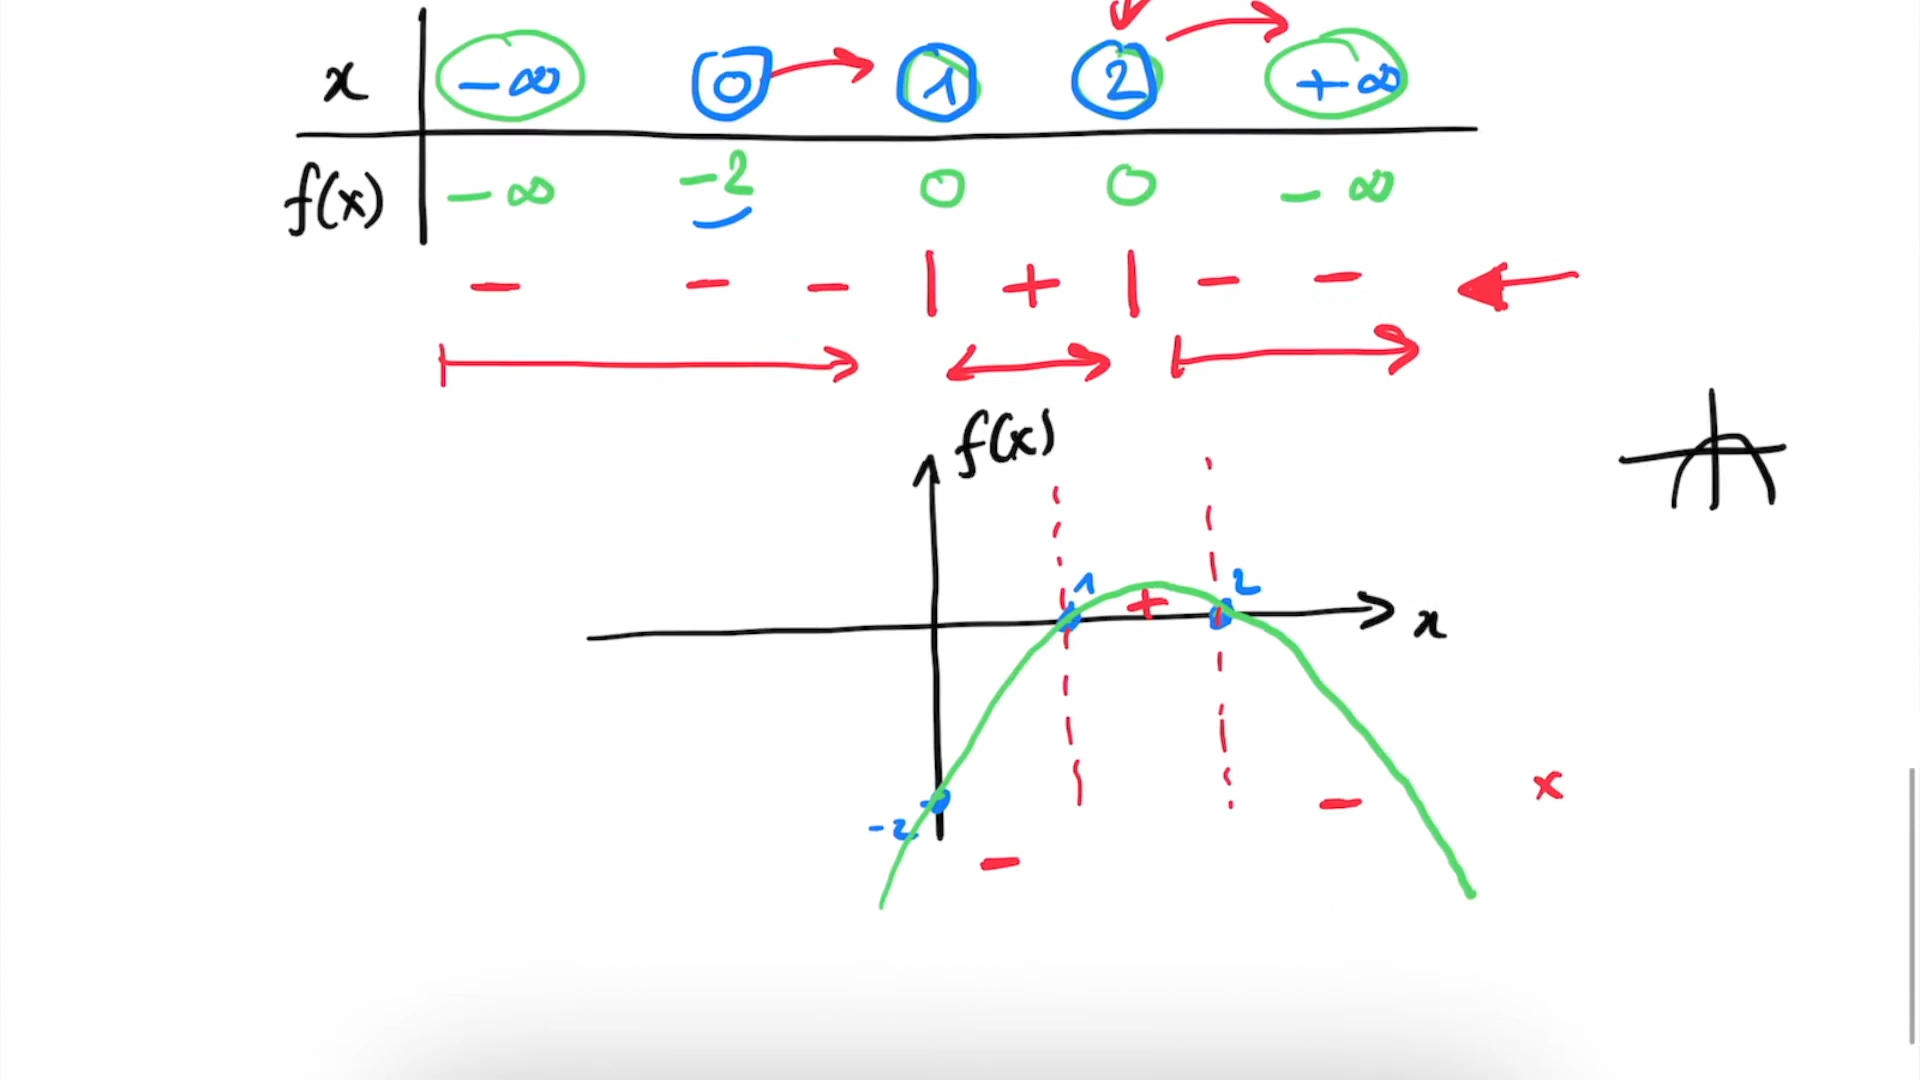 x -∞ 0 1 2 +∞
f(x) -∞ -2 0 0 -∞
- - - | + | - -
f(x)
1 + 2
x
-2 - - x